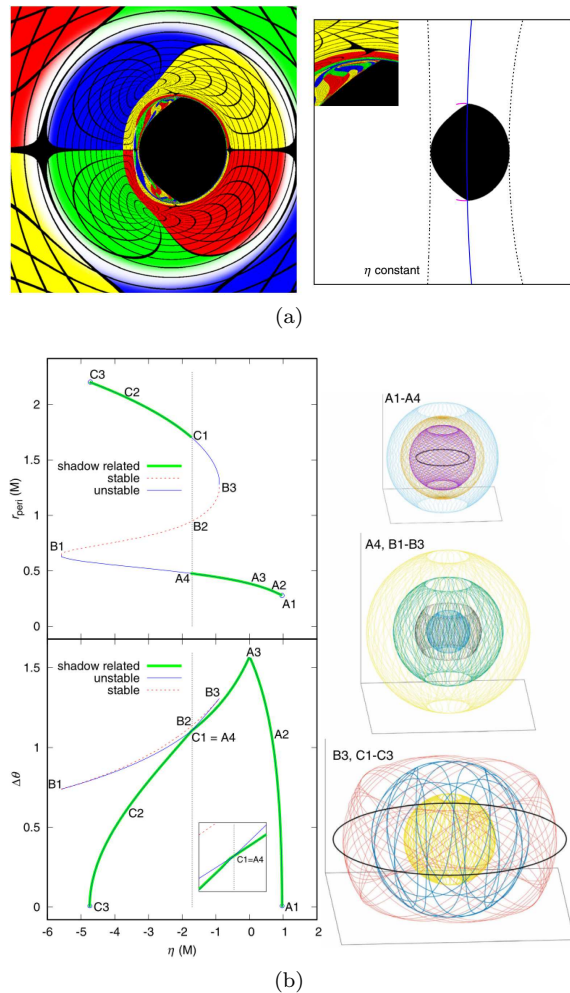 η constant
(a)
2
1.5
1
0.5
0
r_peri (M)
C3
C2
C1
shadow related
stable
unstable
B3
B2
B1
A4
A3
A2
A1
A1-A4
A4, B1-B3
B3, C1-C3
1.5
1
0.5
0
Δθ
shadow related
unstable
stable
A3
B3
B2
C1 = A4
A2
B1
C2
C1=A4
C3
A1
-6 -5 -4 -3 -2 -1 0 1 2
η (M)
(b)